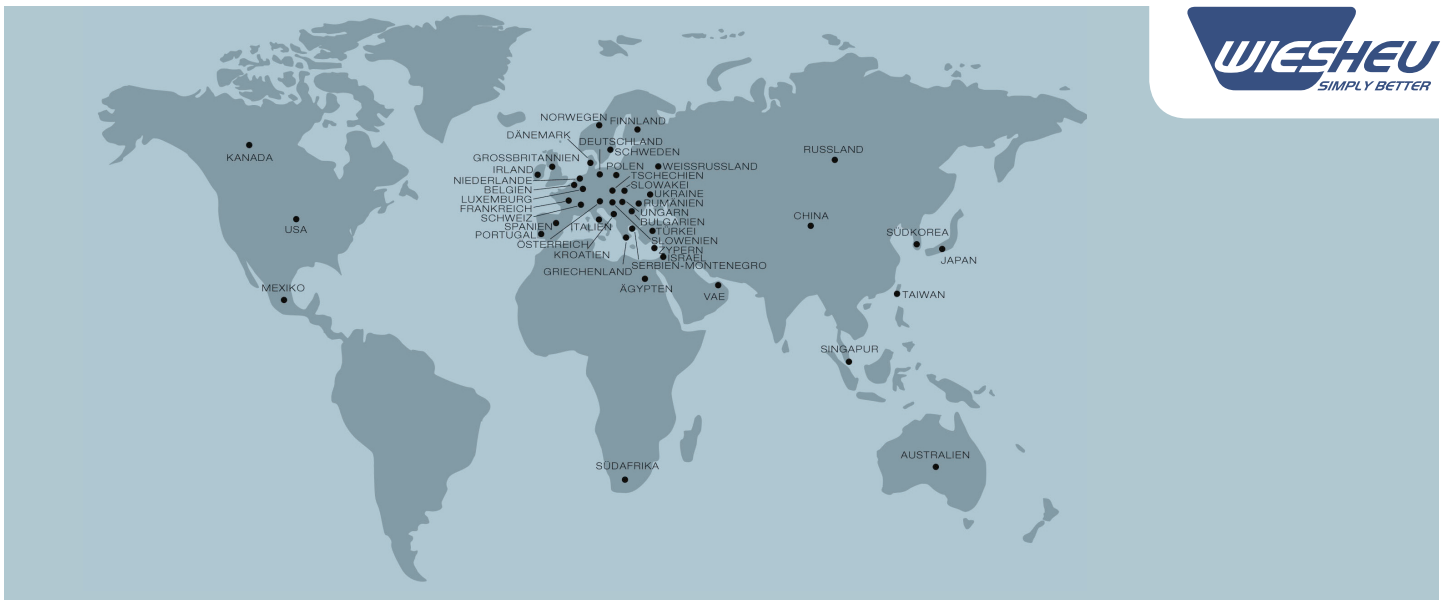 WIESHEU
SIMPLY BETTER
NORWEGEN
FINNLAND
DÄNEMARK
DEUTSCHLAND
SCHWEDEN
GROSSBRITANNIEN
IRLAND
POLEN
WEISSRUSSLAND
NIEDERLANDE
TSCHECHIEN
BELGIEN
SLOWAKEI
LUXEMBURG
UKRAINE
FRANKREICH
RUMÄNIEN
SCHWEIZ
UNGARN
SPANIEN
ITALIEN
BULGARIEN
PORTUGAL
TÜRKEI
ÖSTERREICH
SLOWENIEN
KROATIEN
ZYPERN
ISRAEL
GRIECHENLAND
SERBIEN-MONTENEGRO
ÄGYPTEN
VAE
KANADA
USA
MEXIKO
RUSSLAND
CHINA
SÜDKOREA
JAPAN
TAIWAN
SINGAPUR
SÜDAFRIKA
AUSTRALIEN